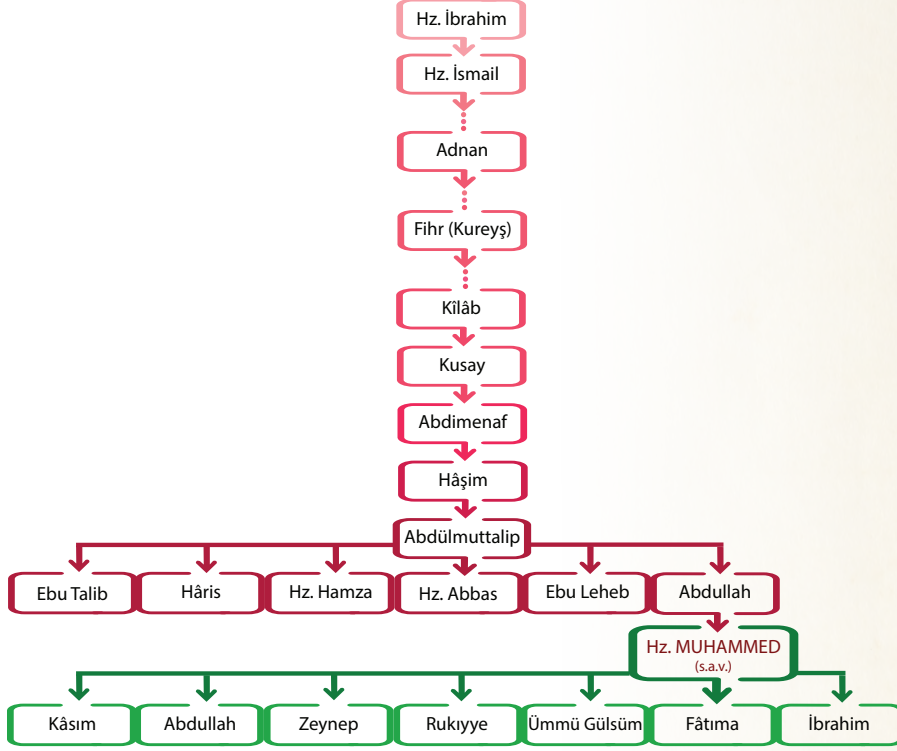 Hz. İbrahim
Hz. İsmail
Adnan
Fihr (Kureyş)
Kîlâb
Kusay
Abdimenaf
Hâşim
Abdülmuttalip
Ebu Talib
Hâris
Hz. Hamza
Hz. Abbas
Ebu Leheb
Abdullah
Hz. MUHAMMED
(s.a.v.)
Kâsım
Abdullah
Zeynep
Rukıyye
Ümmü Gülsüm
Fâtıma
İbrahim